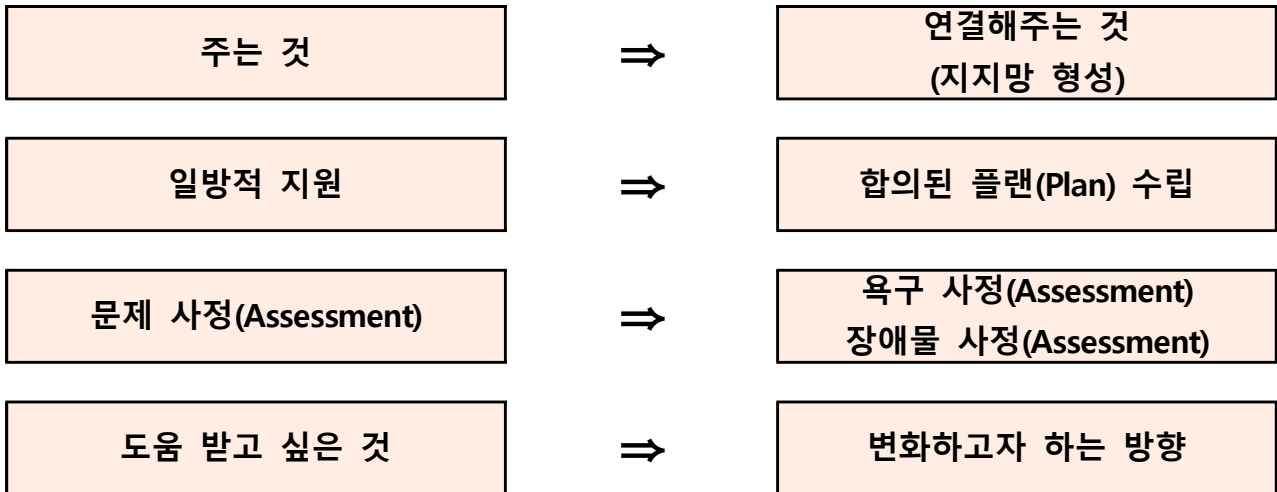 주는 것
⇒
연결해주는 것
(지지망 형성)
일방적 지원
⇒
합의된 플랜(Plan) 수립
문제 사정(Assessment)
⇒
욕구 사정(Assessment)
장애물 사정(Assessment)
도움 받고 싶은 것
⇒
변화하고자 하는 방향